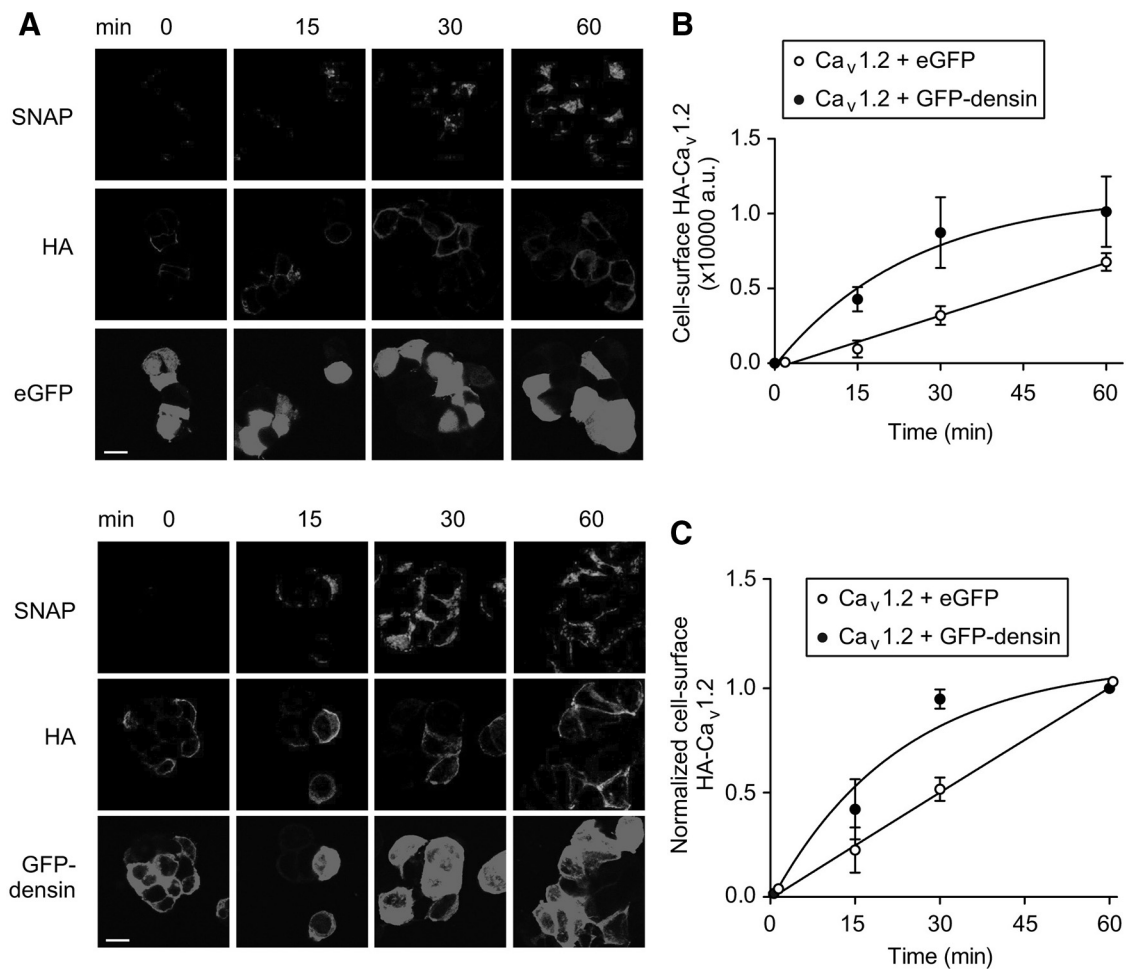 A
min 0 15 30 60
SNAP
HA
eGFP
min 0 15 30 60
SNAP
HA
GFP-
densin
B
Cav1.2 + eGFP
Cav1.2 + GFP-densin
Cell-surface HA-Cav1.2
(x10000 a.u.)
1.5
1.0
0.5
0.0
0 15 30 45 60
Time (min)
C
Cav1.2 + eGFP
Cav1.2 + GFP-densin
Normalized cell-surface
HA-Cav1.2
1.5
1.0
0.5
0.0
0 15 30 45 60
Time (min)